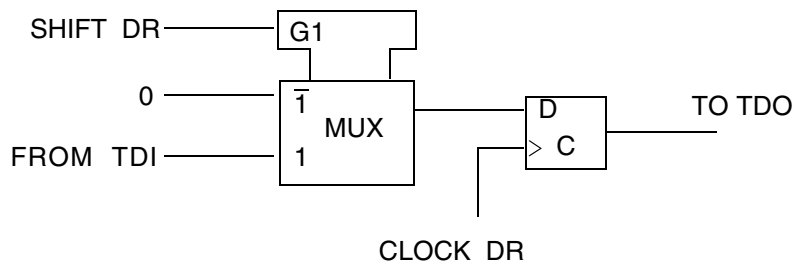 SHIFT DR
G1
0
1̅
MUX
D
TO TDO
FROM TDI
1
C
CLOCK DR